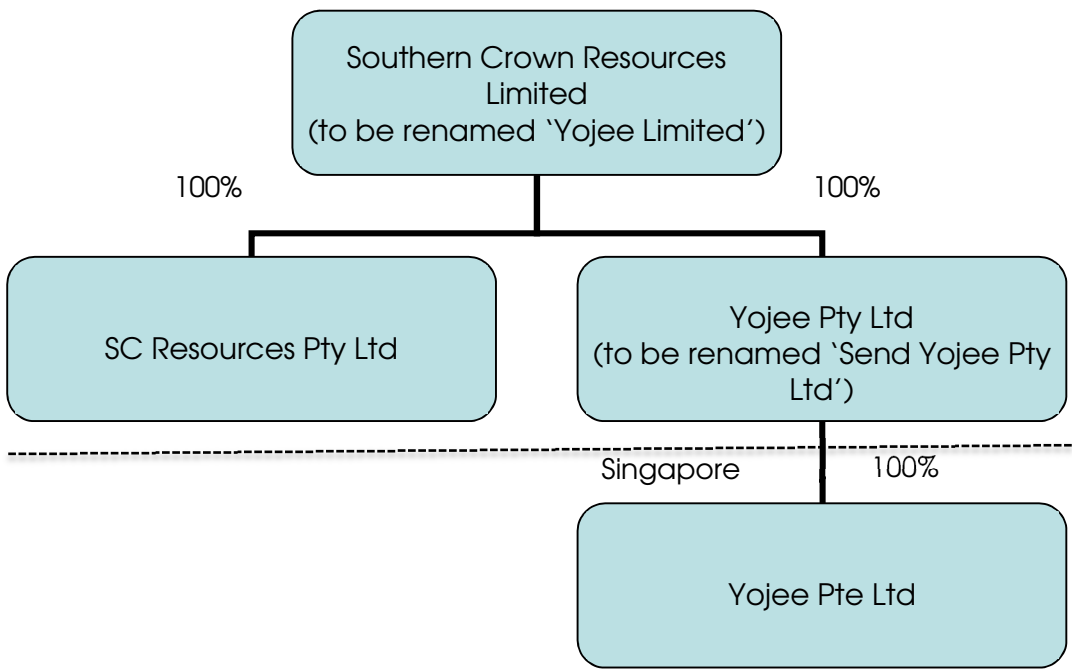 Southern Crown Resources
Limited
(to be renamed ‘Yojee Limited’)
100%
100%
SC Resources Pty Ltd
Yojee Pty Ltd
(to be renamed ‘Send Yojee Pty
Ltd’)
Singapore
100%
Yojee Pte Ltd